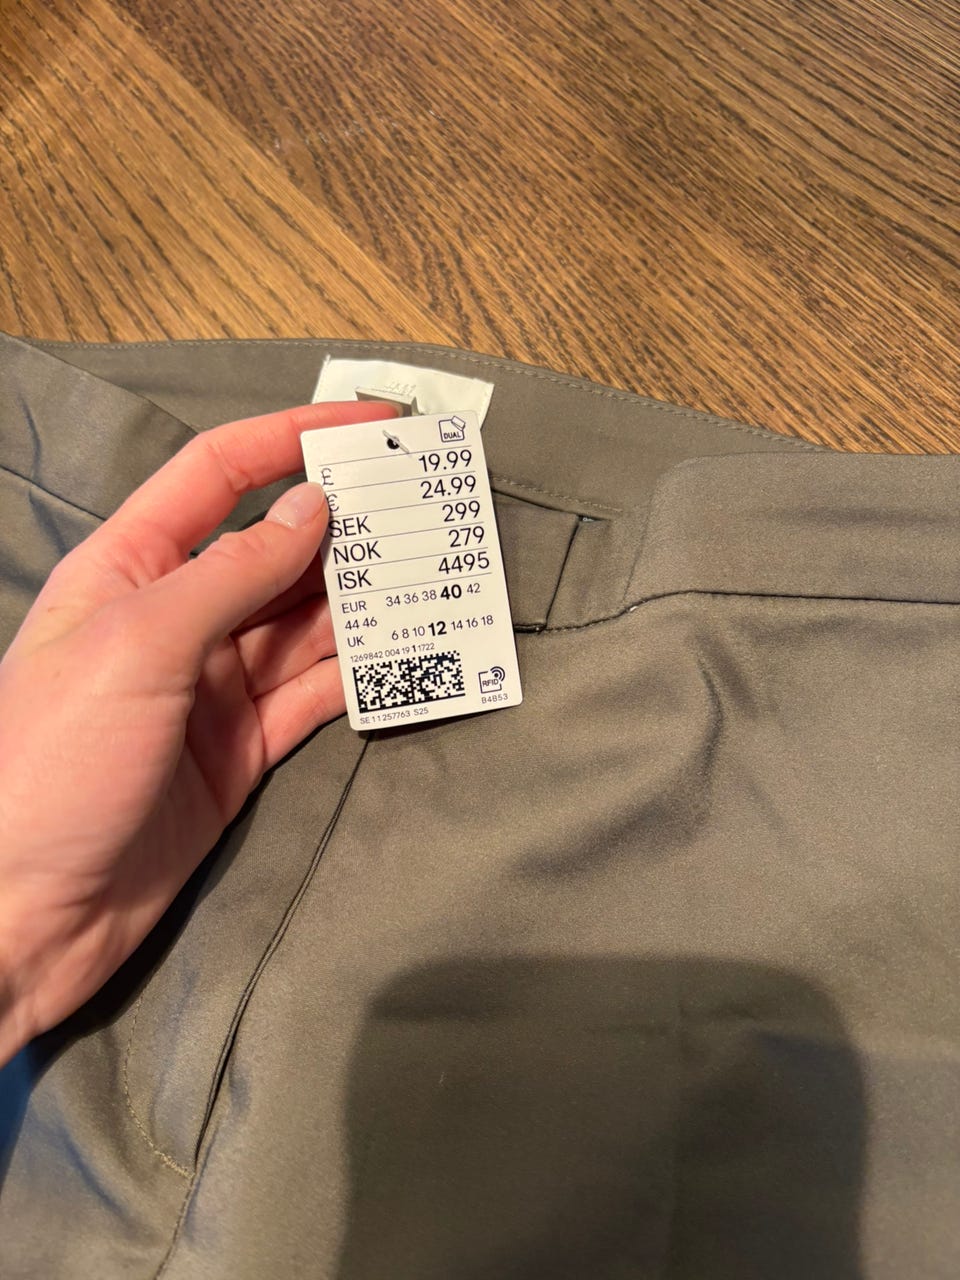 DUAL
£ 19.99
€ 24.99
SEK 299
NOK 279
ISK 4495
EUR 34 36 38 40 42
44 46
UK 6 8 10 12 14 16 18
1269842 004 19 1 1722
RFID
B4B53
SE 11257763 S25